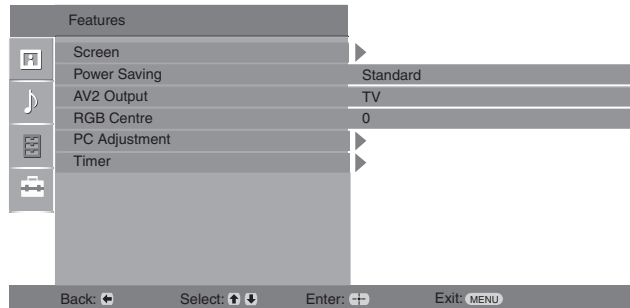 Features
Screen
Power Saving Standard
AV2 Output TV
RGB Centre 0
PC Adjustment
Timer
Back: Select: Enter: Exit: MENU